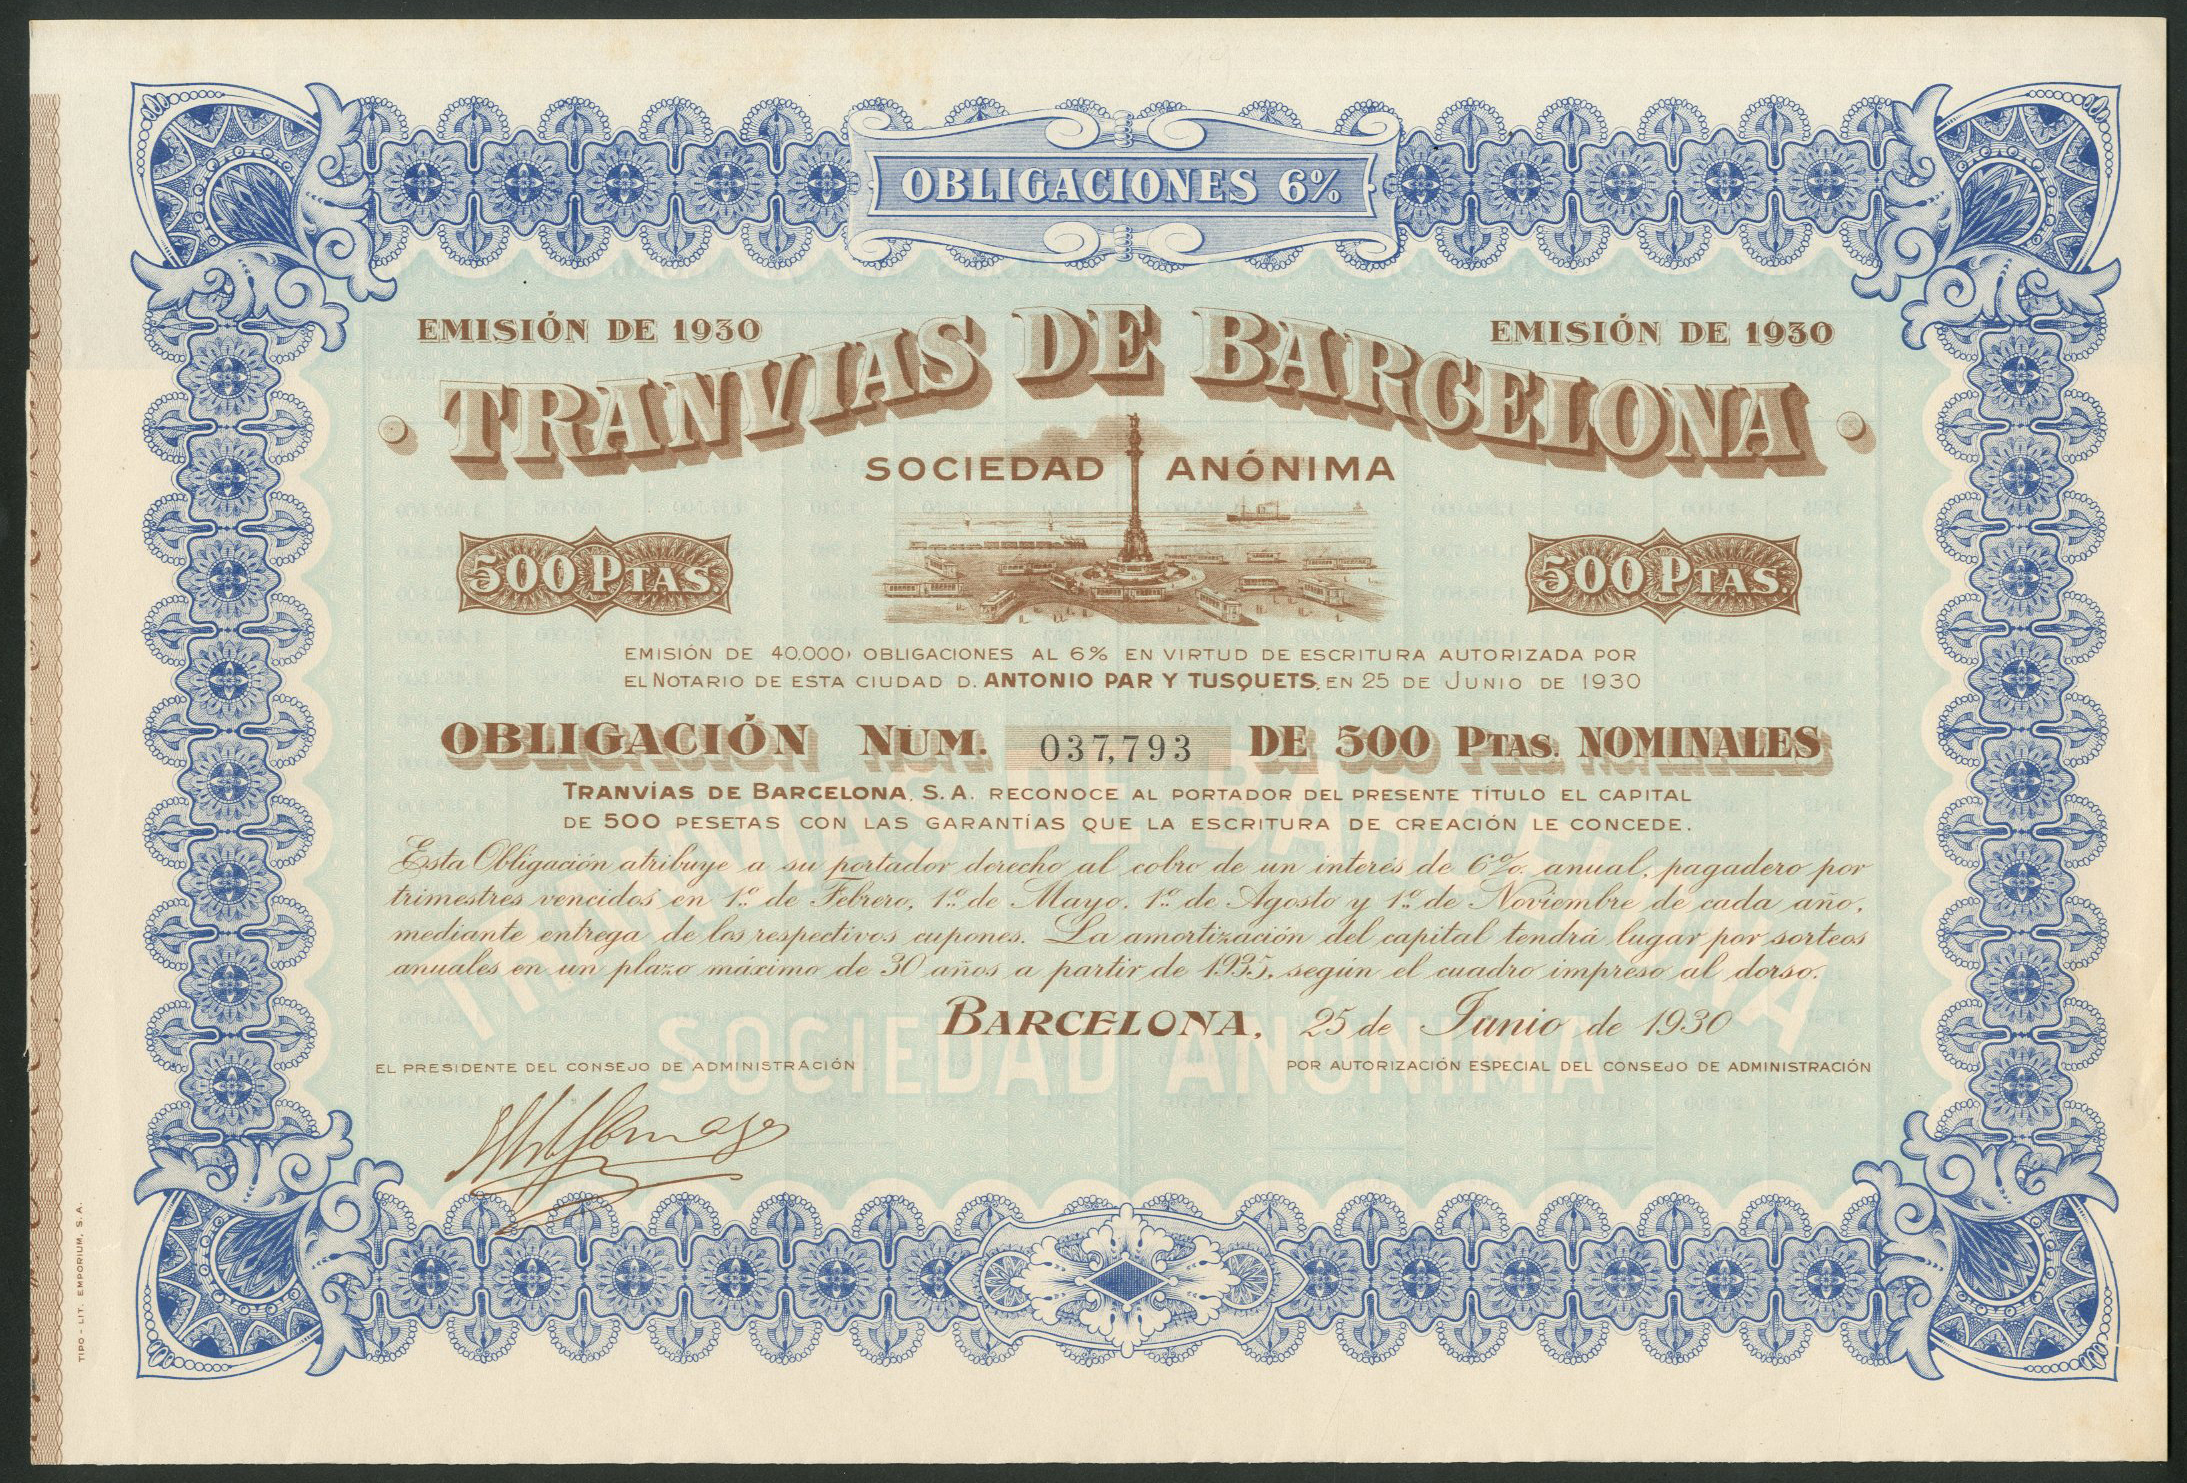 OBLIGACIONES 6%
EMISIÓN DE 1930
EMISIÓN DE 1930
TRANVIAS DE BARCELONA
SOCIEDAD ANÓNIMA
500 PTAS.
500 PTAS.
EMISIÓN DE 40,000 OBLIGACIONES AL 6% EN VIRTUD DE ESCRITURA AUTORIZADA POR
EL NOTARIO DE ESTA CIUDAD D. ANTONIO PAR Y TUSQUETS, EN 25 DE JUNIO DE 1930
OBLIGACIÓN NÚM. 037,793 DE 500 PTAS. NOMINALES
TRANVÍAS DE BARCELONA, S. A. RECONOCE AL PORTADOR DEL PRESENTE TÍTULO EL CAPITAL
DE 500 PESETAS CON LAS GARANTÍAS QUE LA ESCRITURA DE CREACIÓN LE CONCEDE.
Esta Obligación atribuye a su portador derecho al cobro de un interés de 6% anual, pagadero por
trimestres vencidos en 1º de Febrero, 1º de Mayo, 1º de Agosto y 1º de Noviembre de cada año,
mediante entrega de los respectivos cupones. La amortización del capital tendrá lugar por sorteos
anuales en un plazo máximo de 30 años a partir de 1935, según el cuadro impreso al dorso.
BARCELONA, 25 de Junio de 1930
TRANVÍAS DE BARCELONA
SOCIEDAD ANÓNIMA
EL PRESIDENTE DEL CONSEJO DE ADMINISTRACIÓN
POR AUTORIZACIÓN ESPECIAL DEL CONSEJO DE ADMINISTRACIÓN
TIPO - LIT. EMPORIUM, S. A.